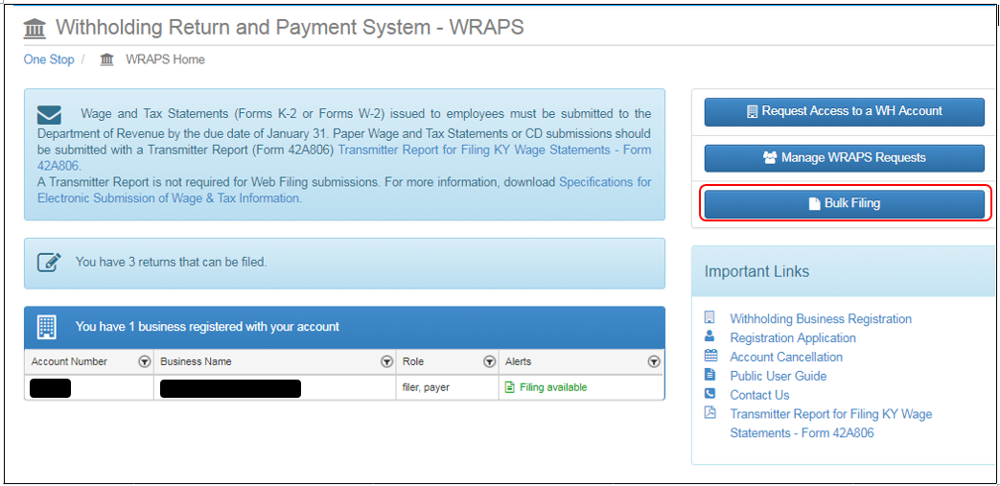 Withholding Return and Payment System - WRAPS
One Stop / WRAPS Home
Wage and Tax Statements (Forms K-2 or Forms W-2) issued to employees must be submitted to the
Department of Revenue by the due date of January 31. Paper Wage and Tax Statements or CD submissions should
be submitted with a Transmitter Report (Form 42A806) Transmitter Report for Filing KY Wage Statements - Form
42A806.
A Transmitter Report is not required for Web Filing submissions. For more information, download Specifications for
Electronic Submission of Wage & Tax Information.
You have 3 returns that can be filed.
You have 1 business registered with your account
Account Number Business Name Role Alerts
filer, payer Filing available
Request Access to a WH Account
Manage WRAPS Requests
Bulk Filing
Important Links
Withholding Business Registration
Registration Application
Account Cancellation
Public User Guide
Contact Us
Transmitter Report for Filing KY Wage
Statements - Form 42A806